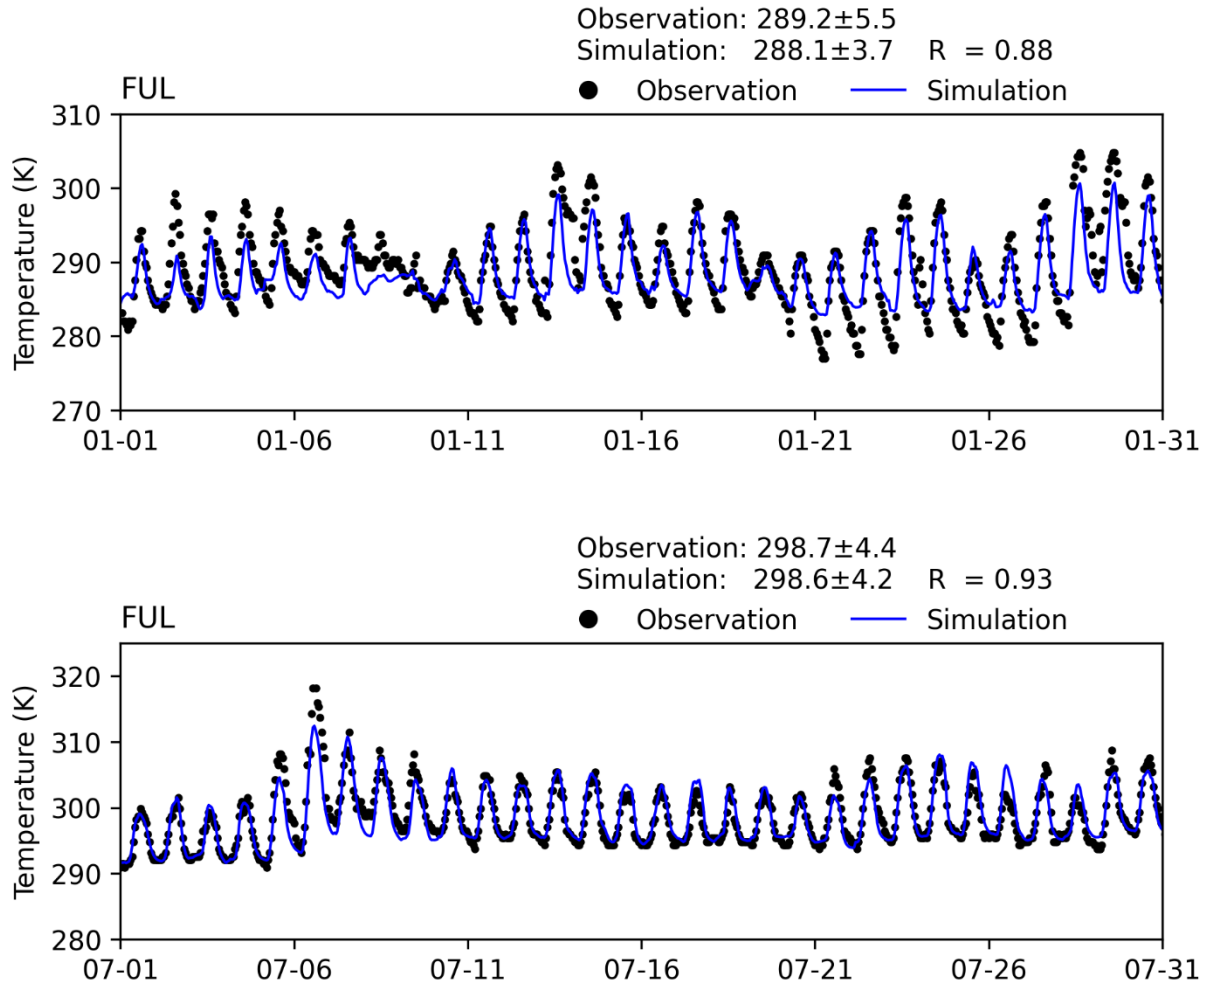 Observation: 289.2±5.5
Simulation: 288.1±3.7 R = 0.88
FUL
Observation Simulation
Temperature (K)
310
300
290
280
270
01-01 01-06 01-11 01-16 01-21 01-26 01-31
Observation: 298.7±4.4
Simulation: 298.6±4.2 R = 0.93
FUL
Observation Simulation
Temperature (K)
320
310
300
290
280
07-01 07-06 07-11 07-16 07-21 07-26 07-31